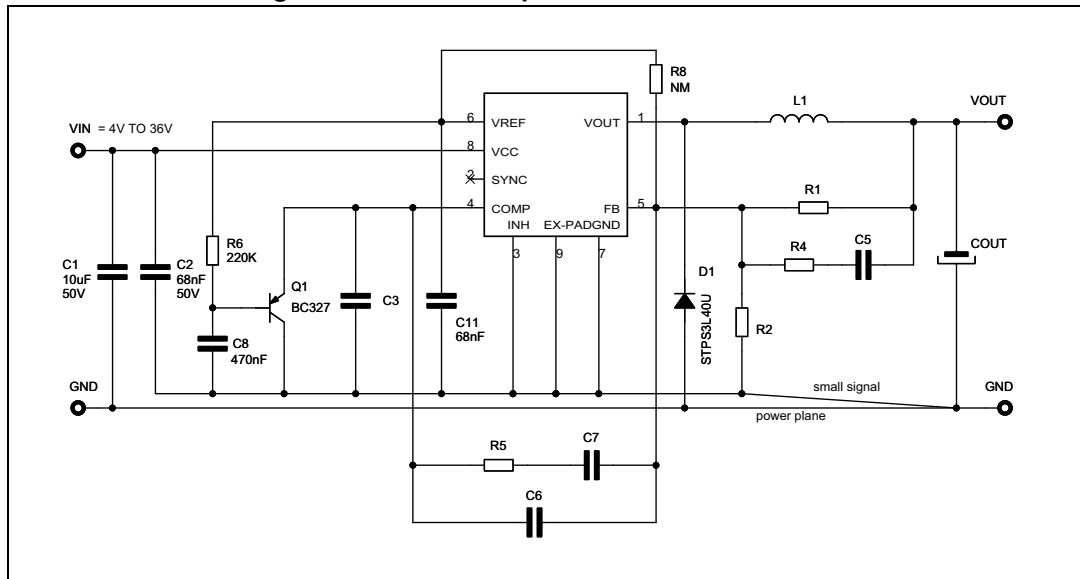 R8
NM
L1
VOUT
VIN = 4V TO 36V
6
VREF
VOUT
1
8
VCC
2
SYNC
4
COMP
FB
5
INH
EX-PADGND
3
9
7
R1
R4
C5
COUT
R6
220K
C1
10uF
50V
C2
68nF
50V
Q1
BC327
C3
C11
68nF
D1
STPS3L40U
R2
C8
470nF
GND
small signal
GND
power plane
R5
C7
C6